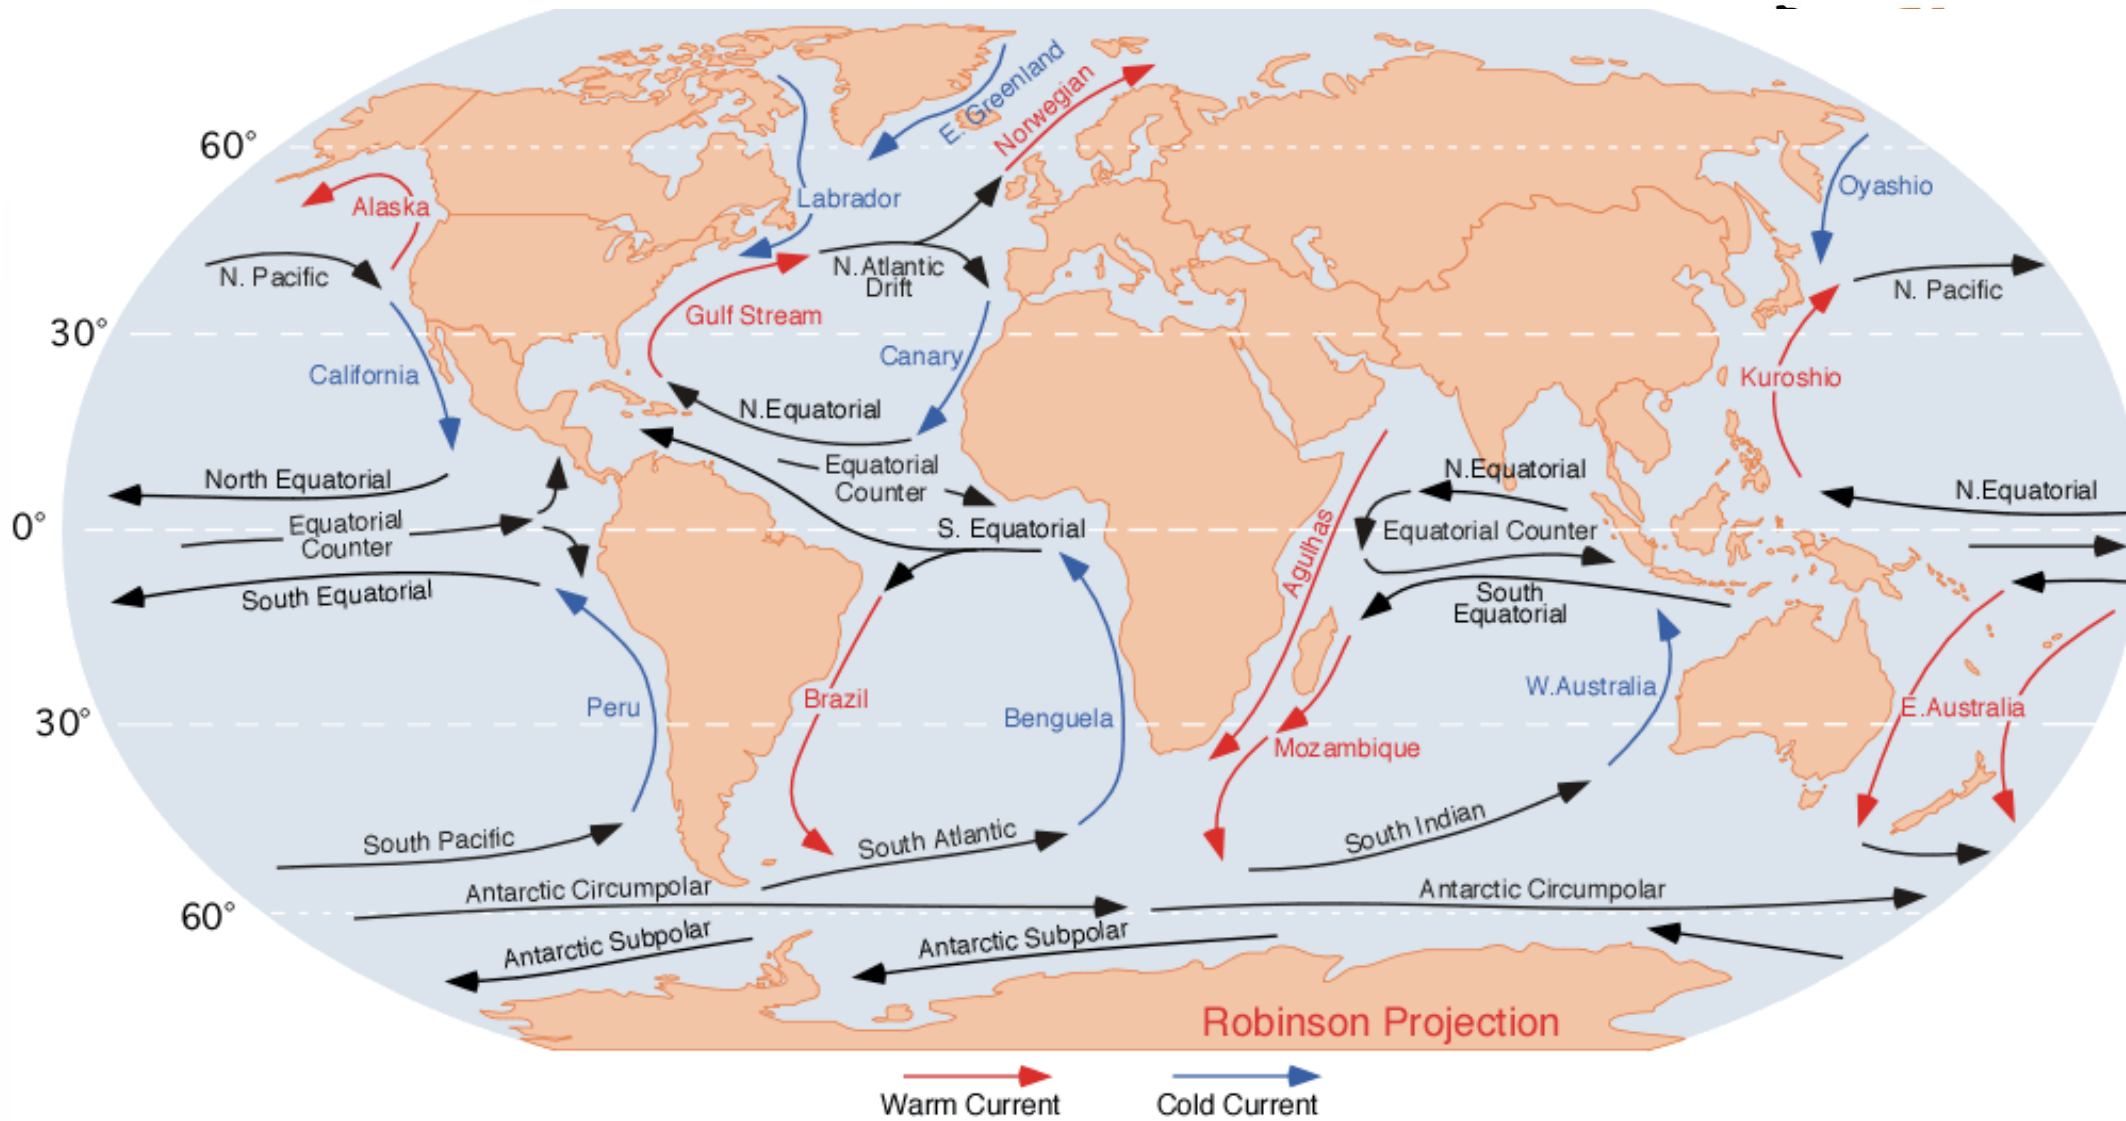 E. Greenland
Norwegian
60°
Oyashio
Labrador
Alaska
N. Pacific
N.Atlantic
Drift
N. Pacific
Gulf Stream
30°
Canary
California
Kuroshio
N.Equatorial
Equatorial
Counter
N.Equatorial
North Equatorial
N.Equatorial
Equatorial
Counter
0°
S. Equatorial
Equatorial Counter
Agulhas
South Equatorial
South
Equatorial
W.Australia
Brazil
Peru
Benguela
E.Australia
30°
Mozambique
South Pacific
South Atlantic
South Indian
Antarctic Circumpolar
Antarctic Circumpolar
60°
Antarctic Subpolar
Antarctic Subpolar
Robinson Projection
Warm Current
Cold Current